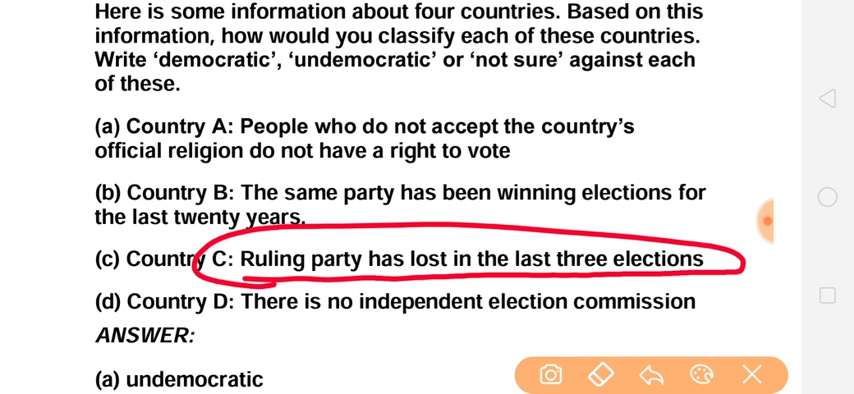 Here is some information about four countries. Based on this
information, how would you classify each of these countries.
Write ‘democratic’, ‘undemocratic’ or ‘not sure’ against each
of these.
(a) Country A: People who do not accept the country’s
official religion do not have a right to vote
(b) Country B: The same party has been winning elections for
the last twenty years.
(c) Country C: Ruling party has lost in the last three elections
(d) Country D: There is no independent election commission
ANSWER:
(a) undemocratic